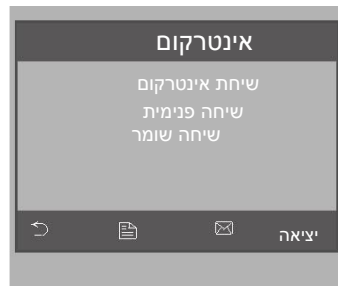 אינטרקום
שיחת אינטרקום
שיחה פנימית
שיחה שומר
יציאה